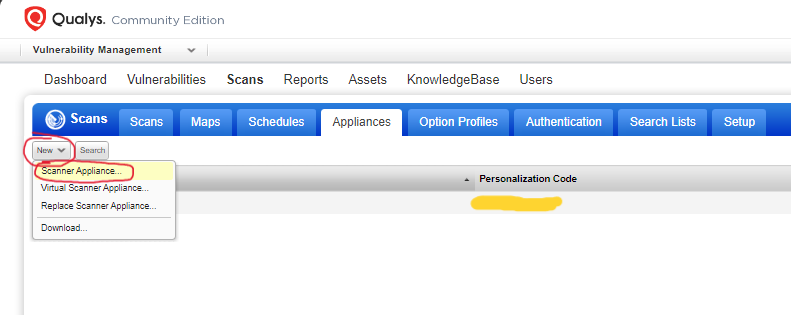 Qualys. Community Edition
Vulnerability Management
Dashboard Vulnerabilities Scans Reports Assets KnowledgeBase Users
Scans Scans Maps Schedules Appliances Option Profiles Authentication Search Lists Setup
New Search
Scanner Appliance...
Personalization Code
Virtual Scanner Appliance...
Replace Scanner Appliance...
Download...